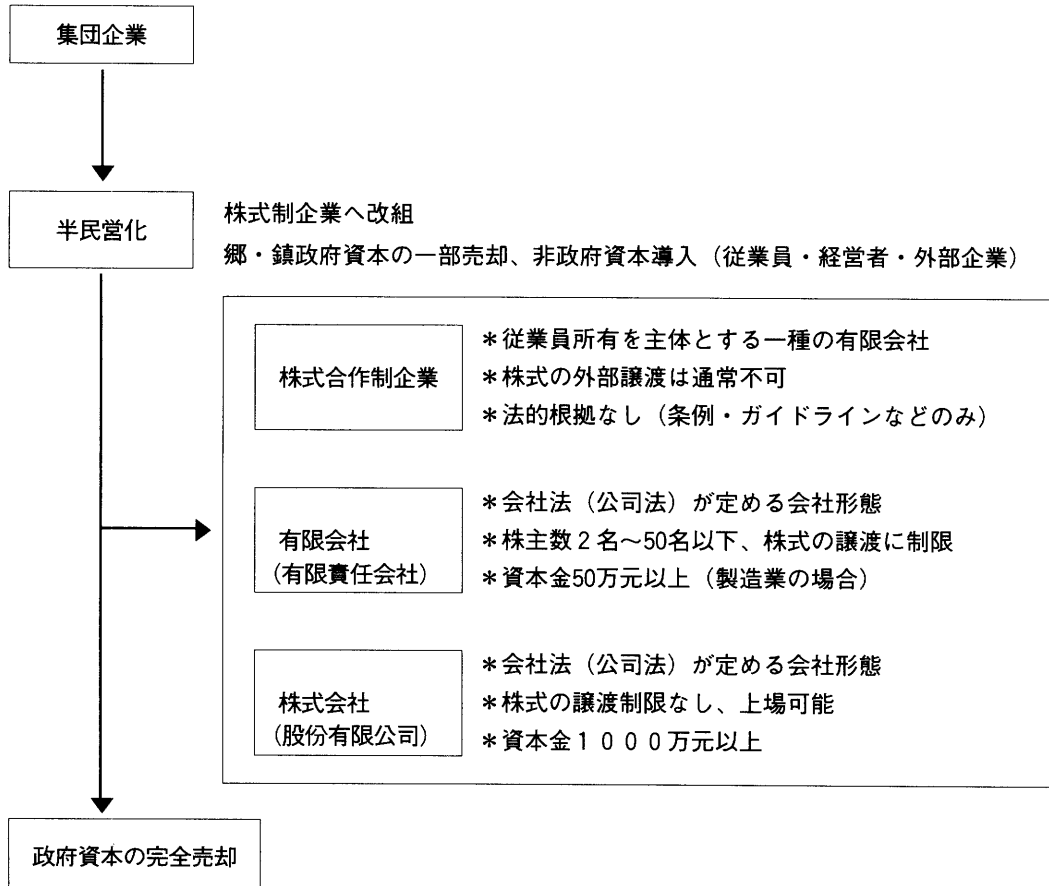 集団企業
半民営化
株式制企業へ改組
郷・鎮政府資本の一部売却、非政府資本導入（従業員・経営者・外部企業）
株式合作制企業
＊従業員所有を主体とする一種の有限会社
＊株式の外部譲渡は通常不可
＊法的根拠なし（条例・ガイドラインなどのみ）
有限会社
(有限責任会社)
＊会社法（公司法）が定める会社形態
＊株主数２名～50名以下、株式の譲渡に制限
＊資本金50万元以上（製造業の場合）
株式会社
(股份有限公司)
＊会社法（公司法）が定める会社形態
＊株式の譲渡制限なし、上場可能
＊資本金１０００万元以上
政府資本の完全売却